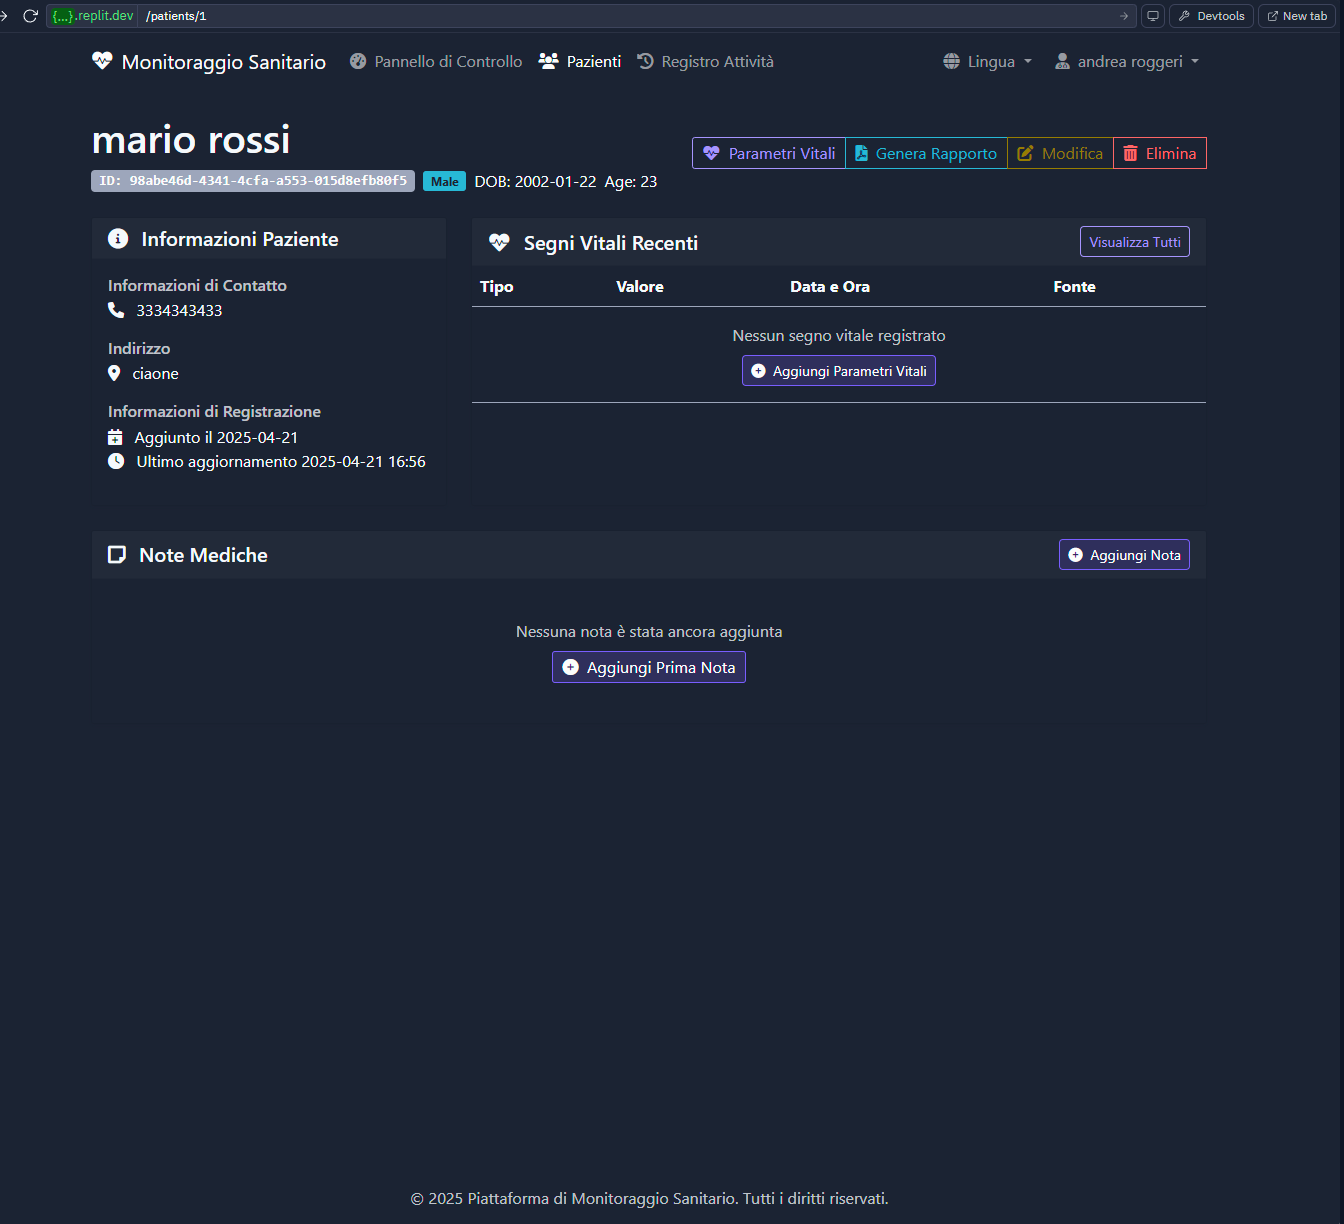 {...}.replit.dev /patients/1 Devtools New tab
Monitoraggio Sanitario Pannello di Controllo Pazienti Registro Attività Lingua andrea roggeri
mario rossi
Parametri Vitali Genera Rapporto Modifica Elimina
ID: 98abe46d-4341-4cfa-a553-015d8efb80f5 Male DOB: 2002-01-22 Age: 23
Informazioni Paziente
Informazioni di Contatto
3334343433
Indirizzo
ciaone
Informazioni di Registrazione
Aggiunto il 2025-04-21
Ultimo aggiornamento 2025-04-21 16:56
Segni Vitali Recenti Visualizza Tutti
Tipo Valore Data e Ora Fonte
Nessun segno vitale registrato
Aggiungi Parametri Vitali
Note Mediche Aggiungi Nota
Nessuna nota è stata ancora aggiunta
Aggiungi Prima Nota
© 2025 Piattaforma di Monitoraggio Sanitario. Tutti i diritti riservati.